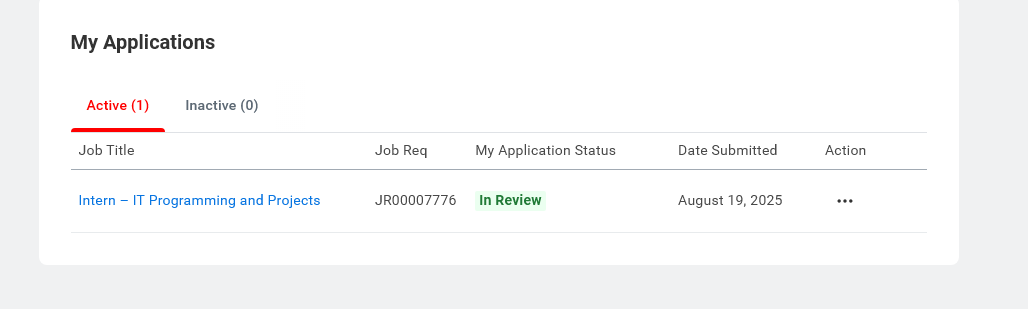 My Applications
Active (1) Inactive (0)
Job Title Job Req My Application Status Date Submitted Action
Intern – IT Programming and Projects JR00007776 In Review August 19, 2025